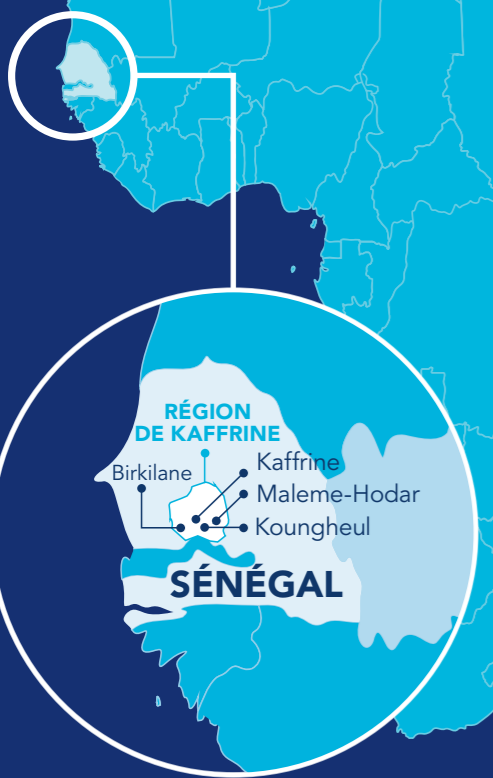 RÉGION
DE KAFFRINE
Birkilane
Kaffrine
Maleme-Hodar
Koungheul
SÉNÉGAL